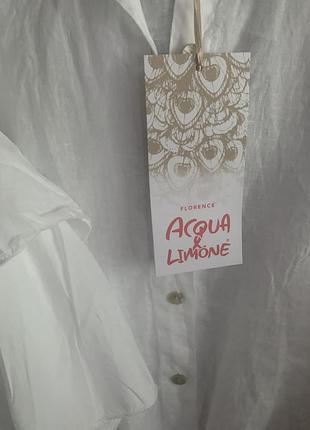 FLORENCE
ACQUA
&
LIMONE